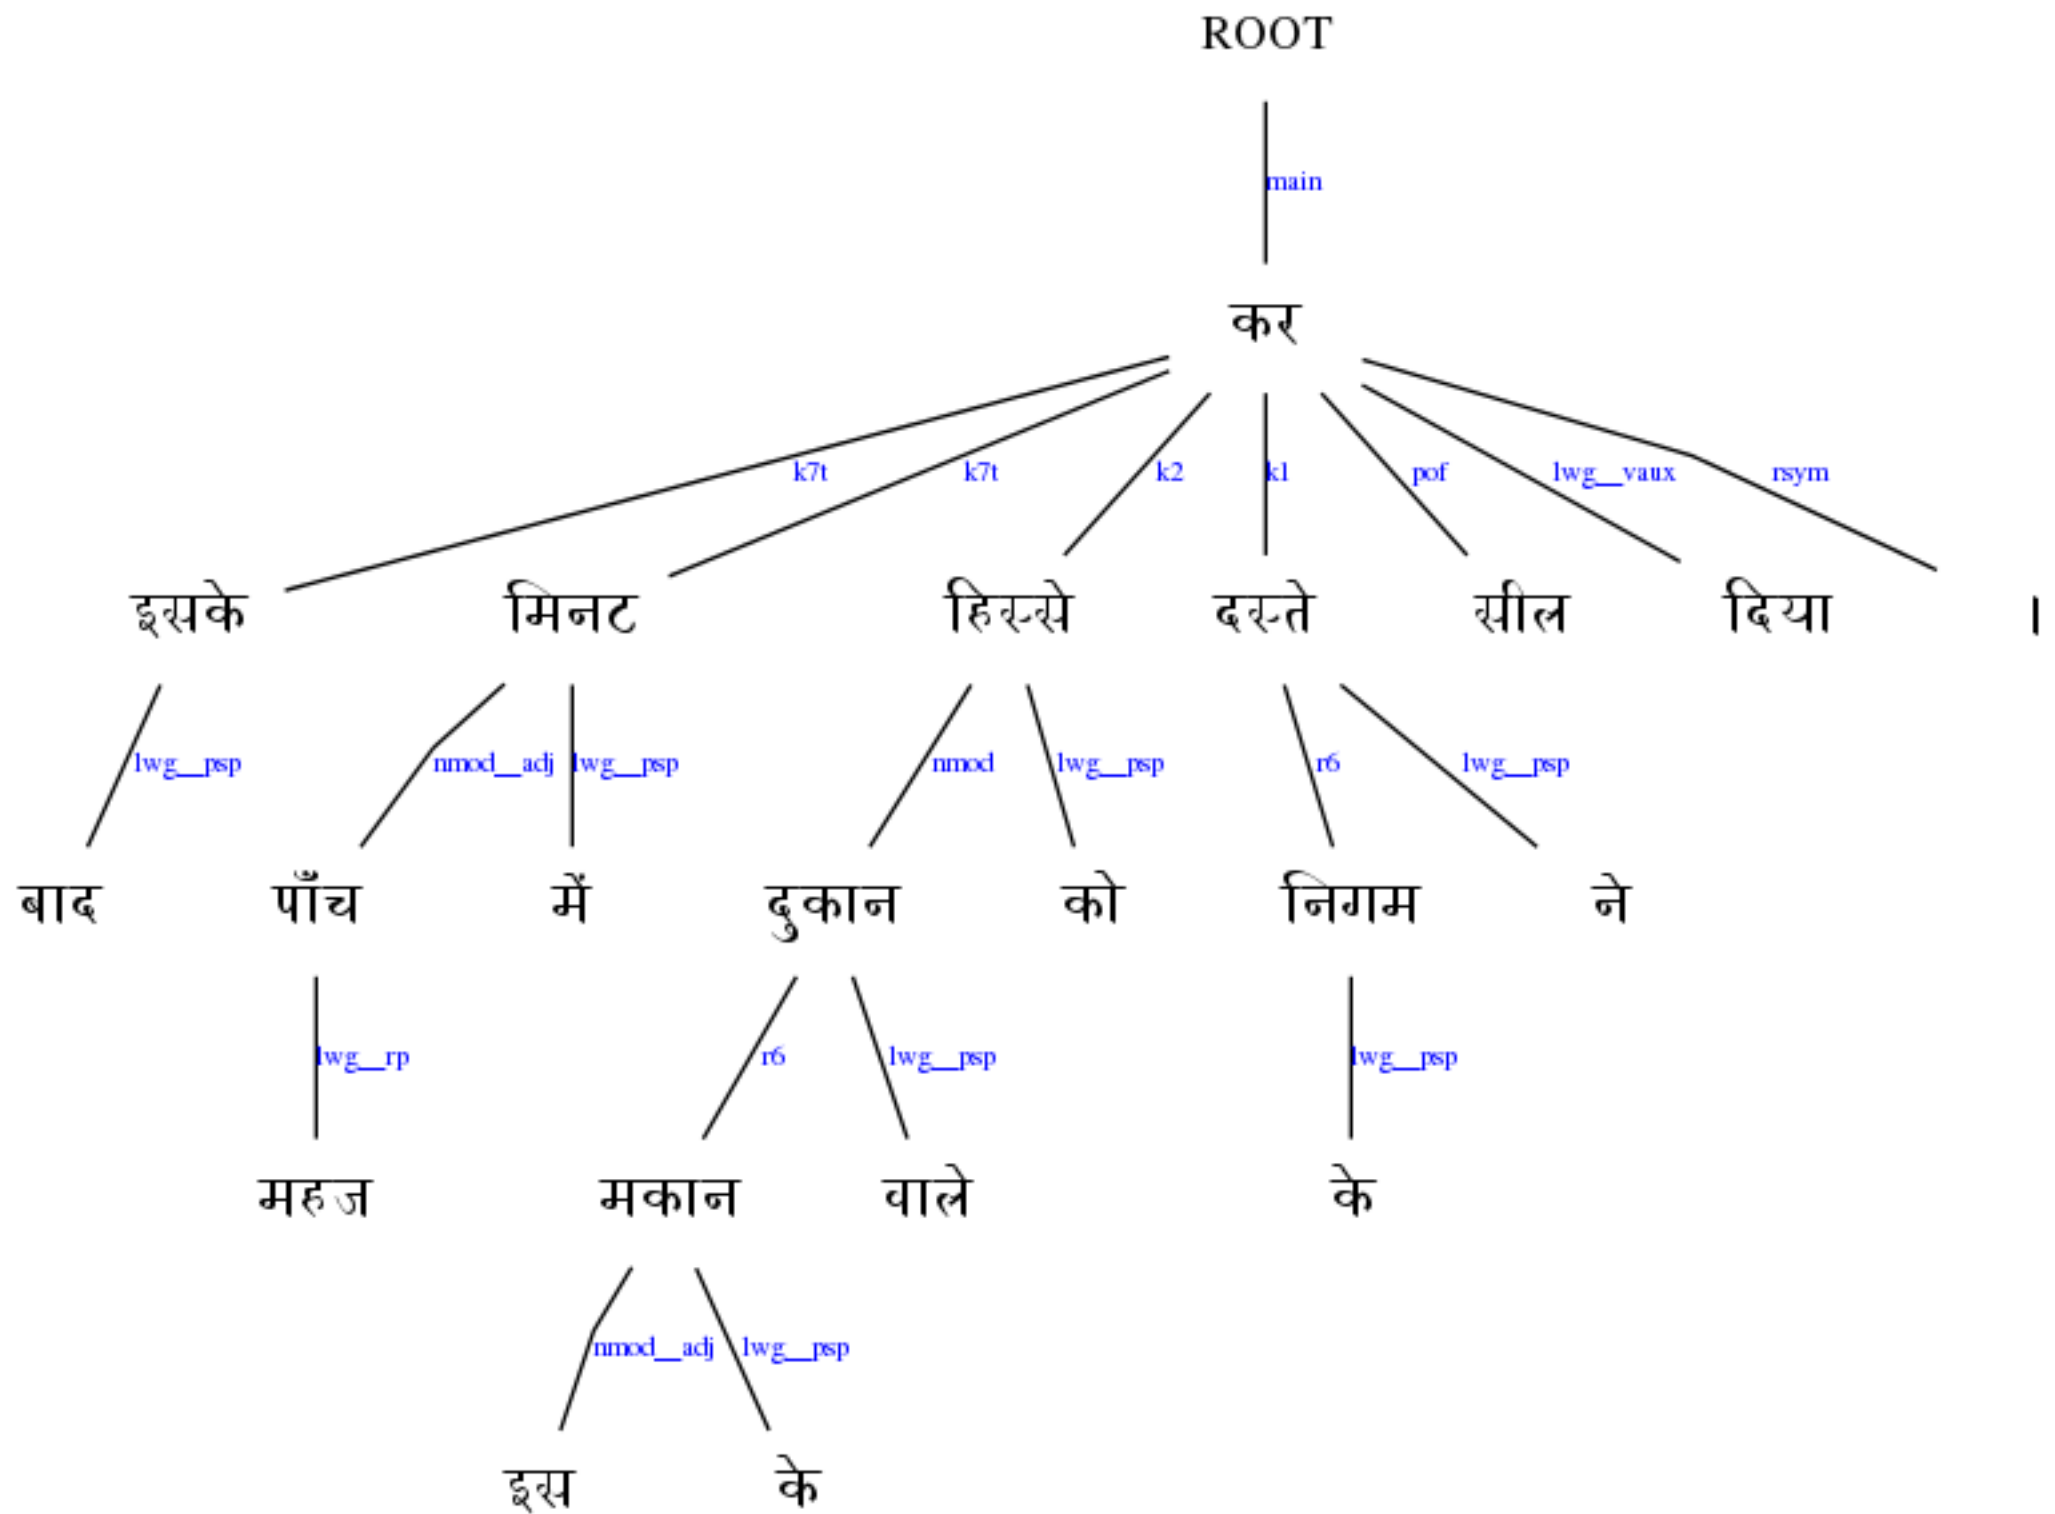 ROOT
main
कर
k7t k7t k2 k1 pof lwg__vaux rsym
इसके मिनट हिस्से दस्ते सील दिया ।
lwg__psp nmod__adj lwg__psp nmod lwg__psp r6 lwg__psp
बाद पाँच में दुकान को निगम ने
lwg__rp r6 lwg__psp lwg__psp
महज मकान वाले के
nmod__adj lwg__psp
इस के